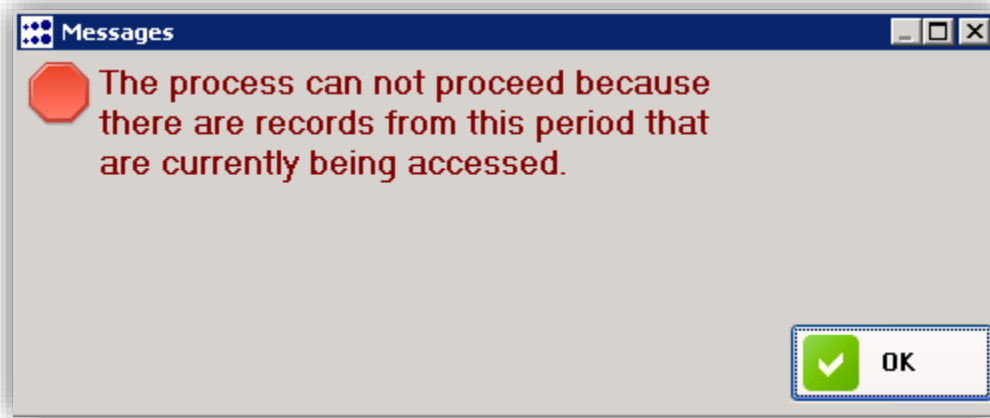 Messages
The process can not proceed because
there are records from this period that
are currently being accessed.
OK